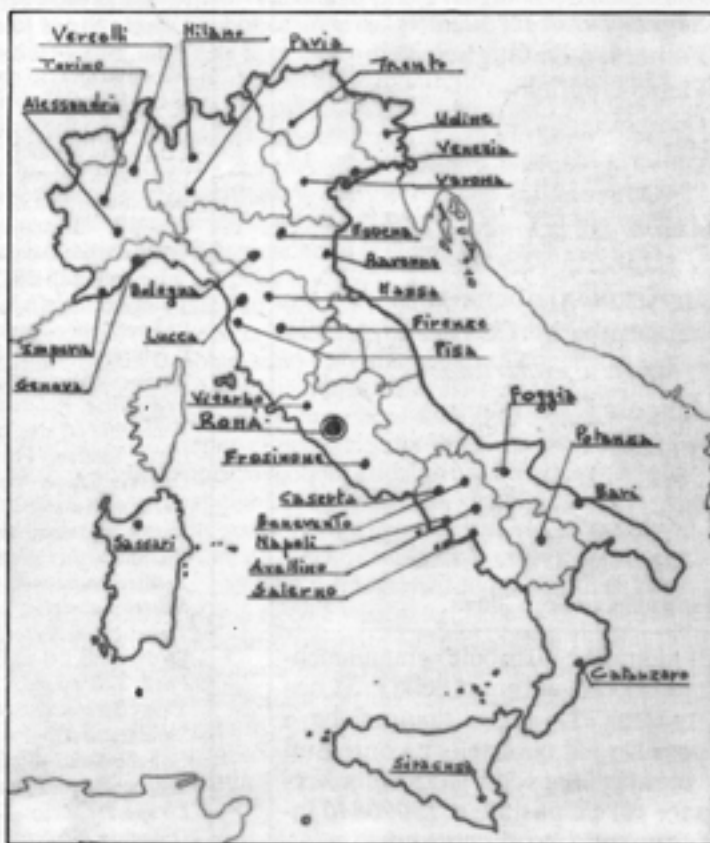 Vercelli
Milano
Pavia
Torino
Trento
Alessandria
Udine
Venezia
Verona
Modena
Ravenna
Bologna
Massa
Lucca
Firenze
Imperia
Pisa
Genova
Viterbo
Foggia
ROMA
Potenza
Frosinone
Caserta
Bari
Benevento
Sassari
Napoli
Avellino
Salerno
Catanzaro
Siracusa